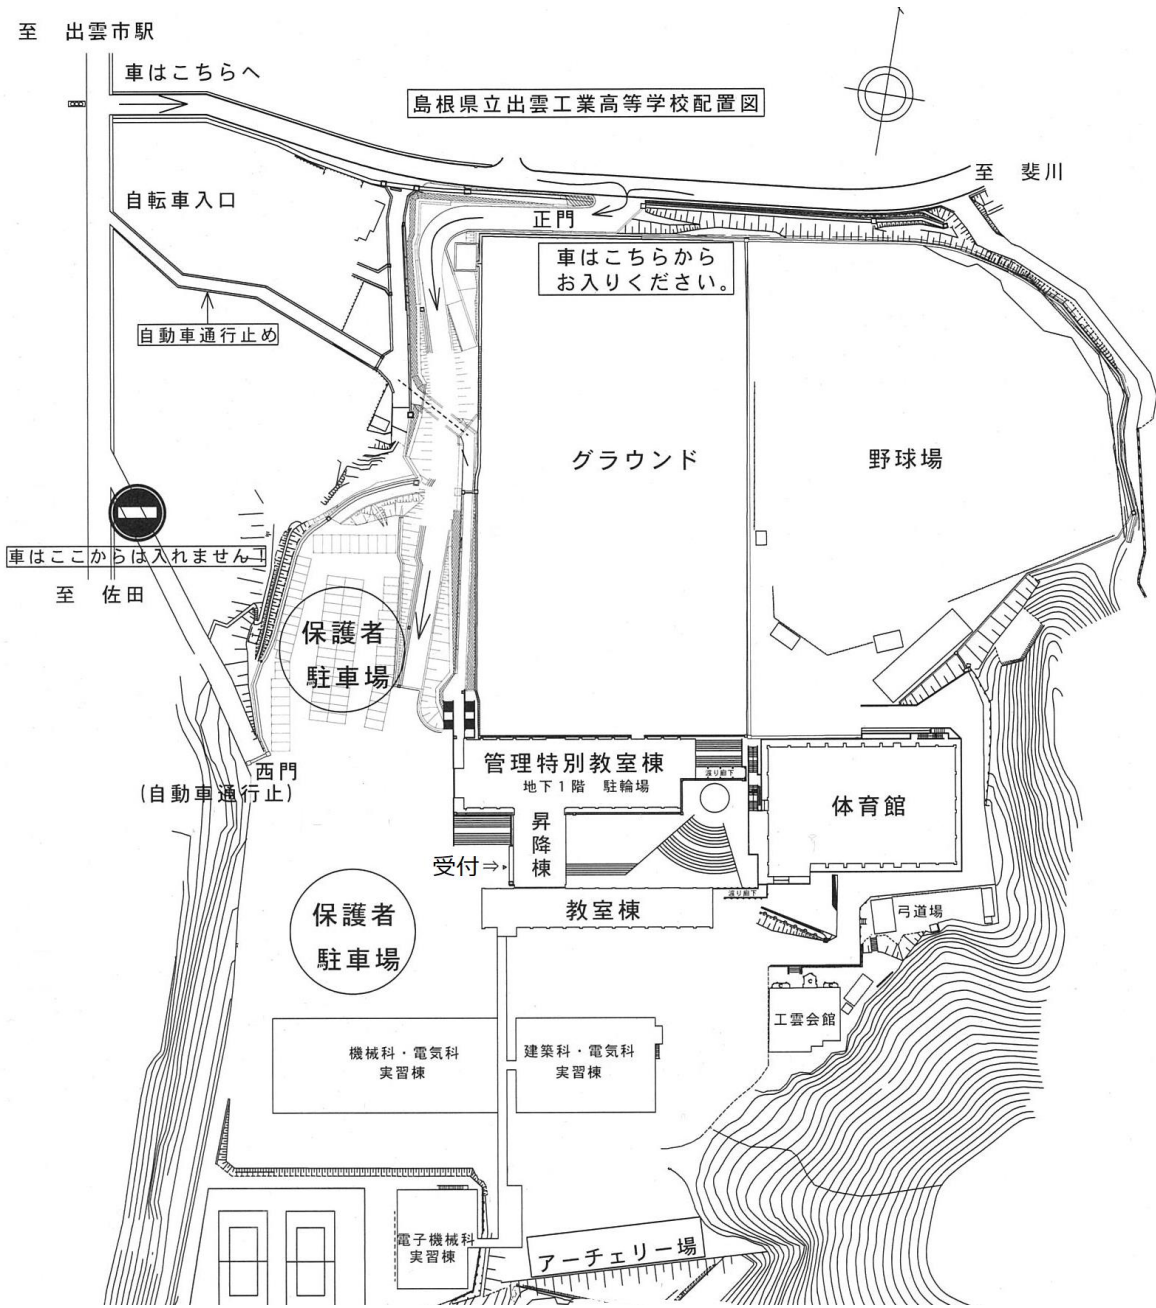 至 出雲市駅
車はこちらへ
島根県立出雲工業高等学校配置図
至 斐川
自転車入口
正門
車はこちらから
お入りください。
自動車通行止め
グラウンド
野球場
車はここからは入れません！
至 佐田
保護者
駐車場
西門
(自動車通行止)
管理特別教室棟
地下1階 駐輪場
渡り廊下
体育館
昇降棟
受付⇒
渡り廊下
教室棟
弓道場
保護者
駐車場
工雲会館
機械科・電気科
実習棟
建築科・電気科
実習棟
電子機械科
実習棟
アーチェリー場